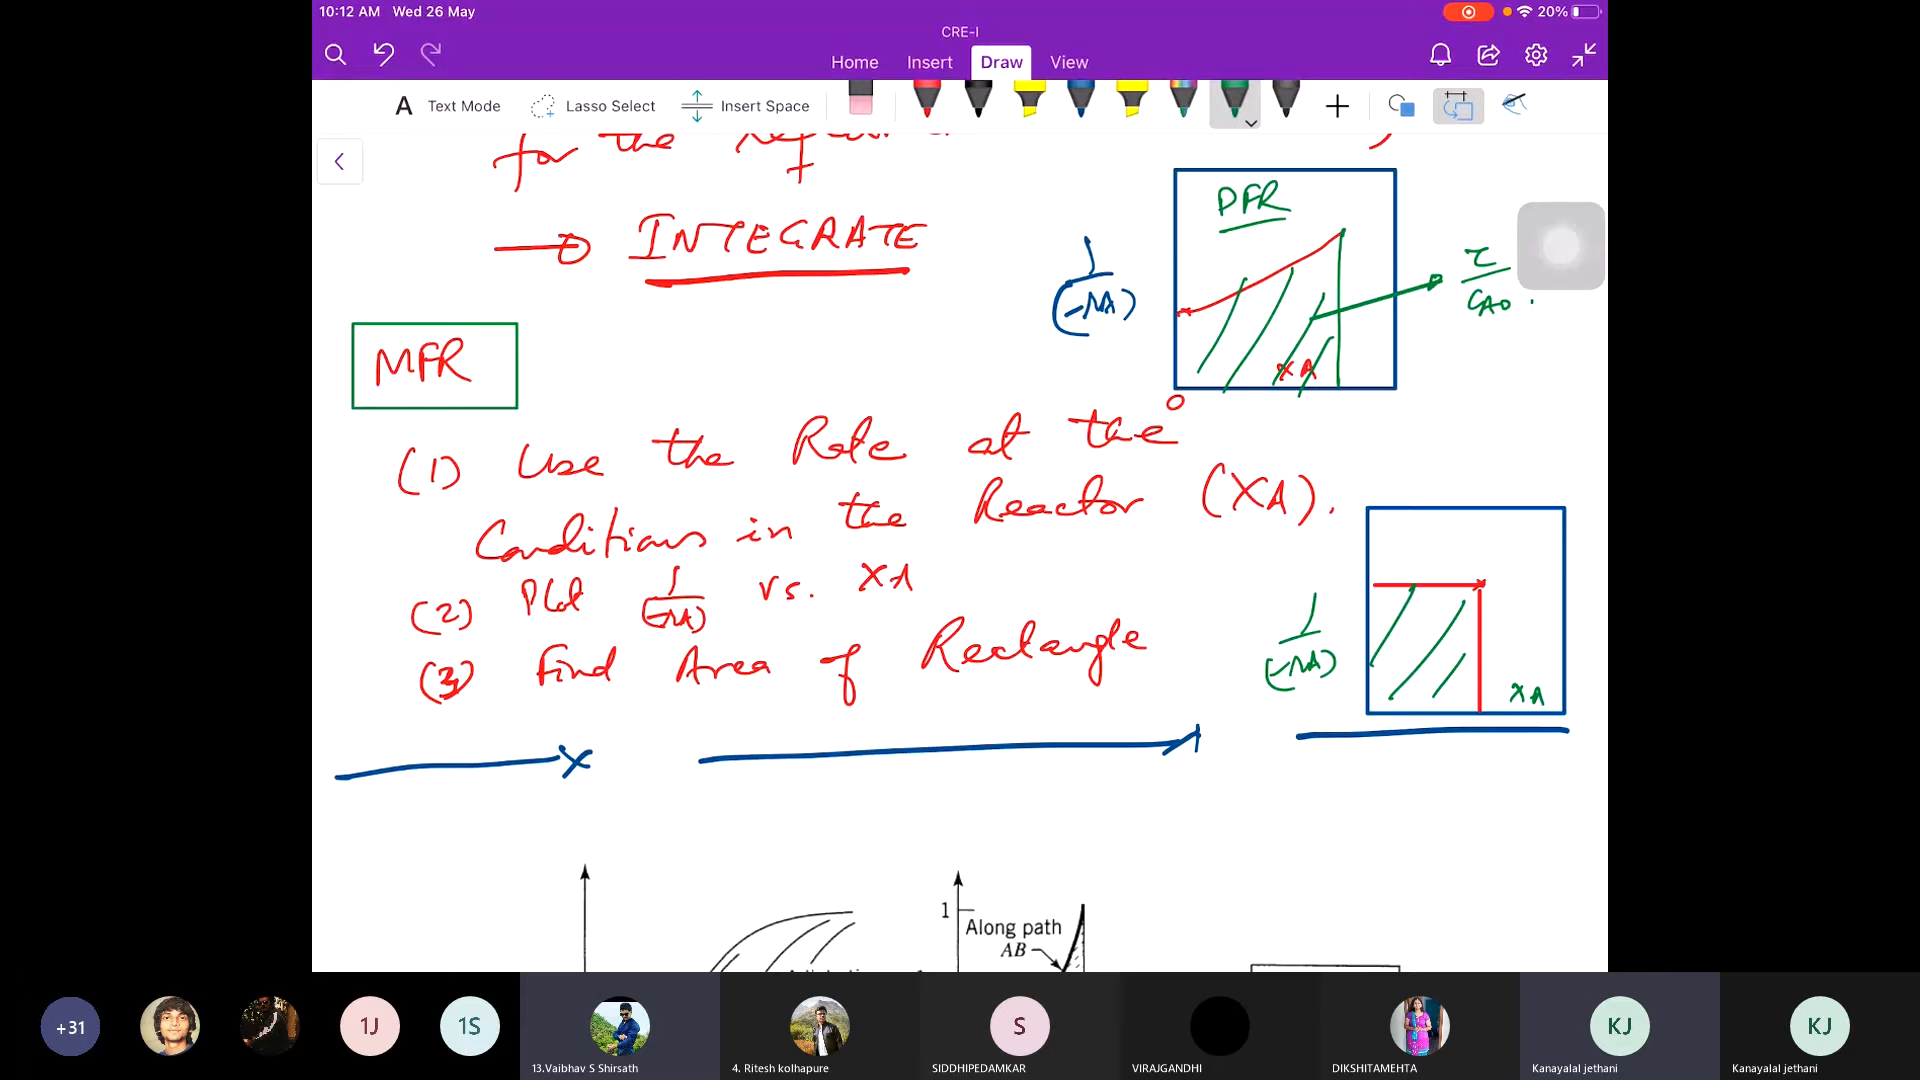 10:12 AM Wed 26 May
20%
CRE-I
Home Insert Draw View
A Text Mode Lasso Select Insert Space
for the
→ INTEGRATE
PFR
1
(-rA)
τ
CA0
XA
0
MFR
(1) Use the Rate at the
Conditions in the Reactor (XA).
(2) Plot 1/(-rA) vs. XA
(3) Find Area of Rectangle
1
(-rA)
XA
1
Along path
AB
+31
1J
1S
13.Vaibhav S Shirsath
4. Ritesh kolhapure
S
SIDDHIPEDAMKAR
VIRAJGANDHI
DIKSHITAMEHTA
KJ
Kanayalal jethani
KJ
Kanayalal jethani